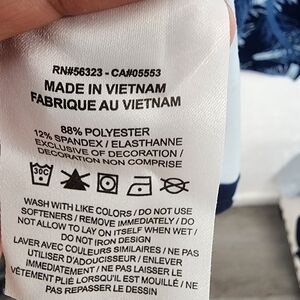 RN#56323 - CA#05553
MADE IN VIETNAM
FABRIQUE AU VIETNAM
88% POLYESTER
12% SPANDEX / ELASTHANNE
EXCLUSIVE OF DECORATION /
DECORATION NON COMPRISE
30C
WASH WITH LIKE COLORS / DO NOT USE
SOFTENERS / REMOVE IMMEDIATELY / DO
NOT ALLOW TO LAY ON ITSELF WHEN WET /
DO NOT IRON DESIGN
LAVER AVEC COULEURS SIMILAIRES / NE PAS
UTILISER D'ADOUCISSEUR / ENLEVER
IMMEDIATEMENT / NE PAS LAISSER LE
VÊTEMENT PLIÉ LORSQU'IL EST MOUILLÉ / NE
PAS REPASSER LE DESSIN